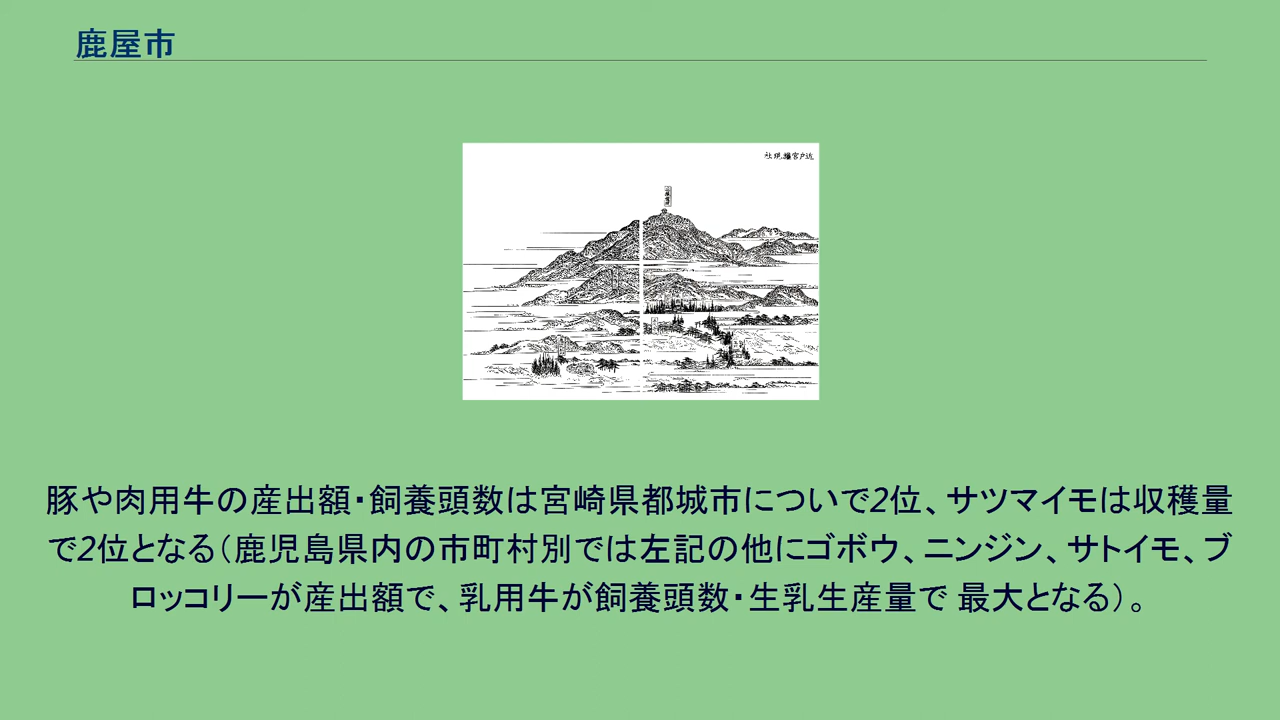 鹿屋市
豚や肉用牛の産出額・飼養頭数は宮崎県都城市についで2位、サツマイモは収穫量
で2位となる（鹿児島県内の市町村別では左記の他にゴボウ、ニンジン、サトイモ、ブ
ロッコリーが産出額で、乳用牛が飼養頭数・生乳生産量で 最大となる）。